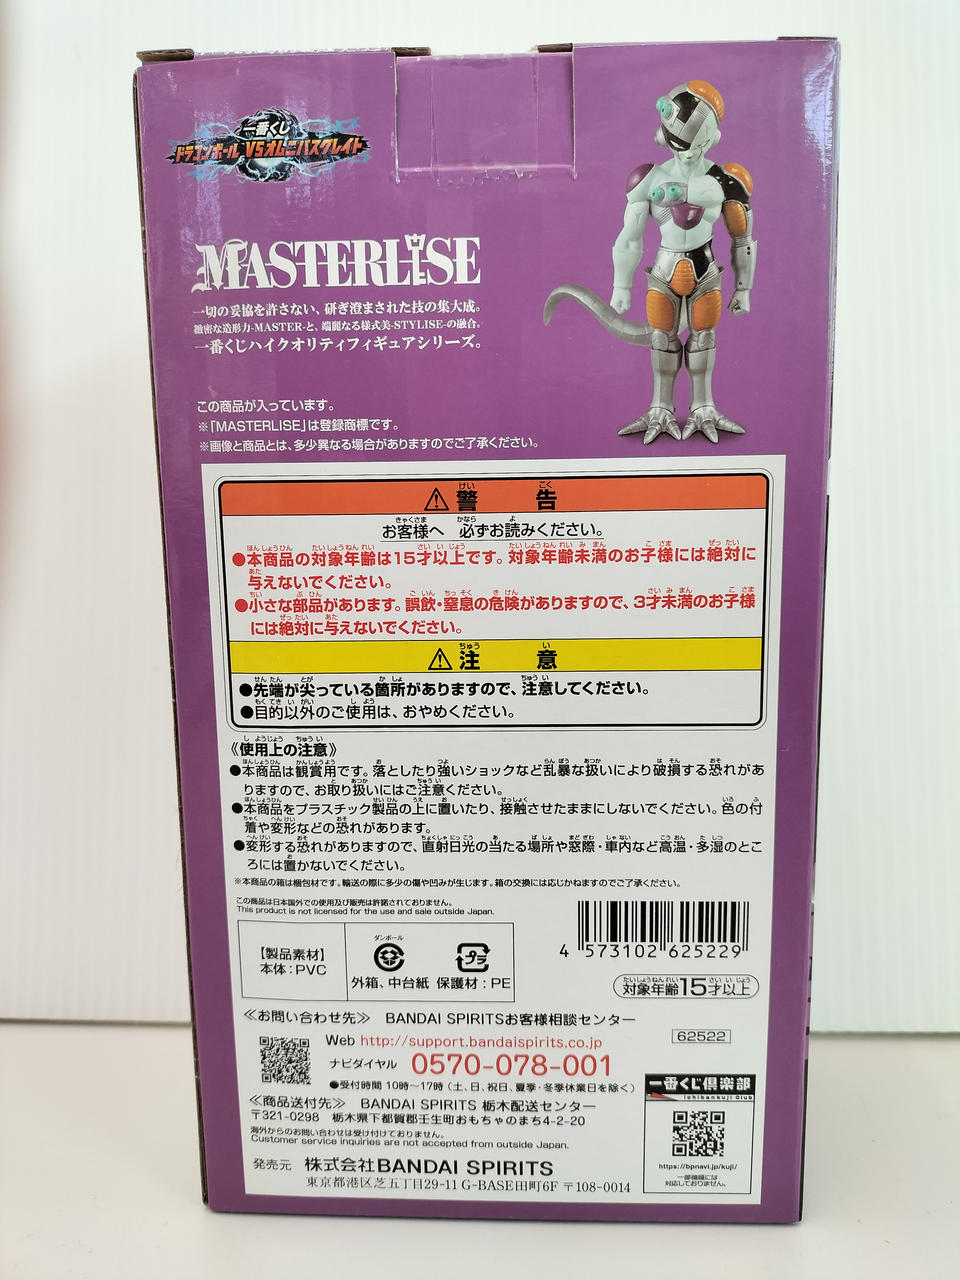 一番くじ
ドラゴンボール VSオムニバスグレイト
MASTERLISE
一切の妥協を許さない、研ぎ澄まされた技の集大成。
緻密な造形力-MASTER-と、端麗なる様式美-STYLISE-の融合。
一番くじハイクオリティフィギュアシリーズ。
この商品が入っています。
※「MASTERLISE」は登録商標です。
※画像と商品とは、多少異なる場合がありますのでご了承ください。
⚠警告
お客様へ 必ずお読みください。
●本商品の対象年齢は15才以上です。対象年齢未満のお子様には絶対に
与えないでください。
●小さな部品があります。誤飲・窒息の危険がありますので、3才未満のお子様
には絶対に与えないでください。
⚠注意
●先端が尖っている箇所がありますので、注意してください。
●目的以外のご使用は、おやめください。
《使用上の注意》
●本商品は観賞用です。落としたり強いショックなど乱暴な扱いにより破損する恐れがあ
りますので、お取り扱いにはご注意ください。
●本商品をプラスチック製品の上に置いたり、接触させたままにしないでください。色の付
着や変形などの恐れがあります。
●変形する恐れがありますので、直射日光の当たる場所や窓際・車内など高温・多湿のとこ
ろには置かないでください。
※本商品の箱は梱包材です。輸送の際に多少の傷や凹みが生じます。箱の交換には応じかねますのでご了承ください。
この商品は日本国外での使用及び販売は許諾されておりません。
This product is not licensed for the use and sale outside Japan.
【製品素材】
本体:PVC
ダンボール
外箱、中台紙
プラ
保護材:PE
4 573102 625229
対象年齢15才以上
≪お問い合わせ先≫ BANDAI SPIRITSお客様相談センター
62522
Web http://support.bandaispirits.co.jp
ナビダイヤル 0570-078-001
●受付時間 10時～17時(土、日、祝日、夏季・冬季休業日を除く)
≪商品送付先≫ BANDAI SPIRITS 栃木配送センター
〒321-0298 栃木県下都賀郡壬生町おもちゃのまち4-2-20
海外からのお問い合わせは受け付けておりません。
Customer service inquiries are not accepted from outside Japan.
発売元 株式会社BANDAI SPIRITS
東京都港区芝五丁目29-11 G-BASE田町6F 〒108-0014
一番くじ倶楽部
ichibankuji Club
https://bpnavi.jp/kuji/
一部機種には
対応しておりません。